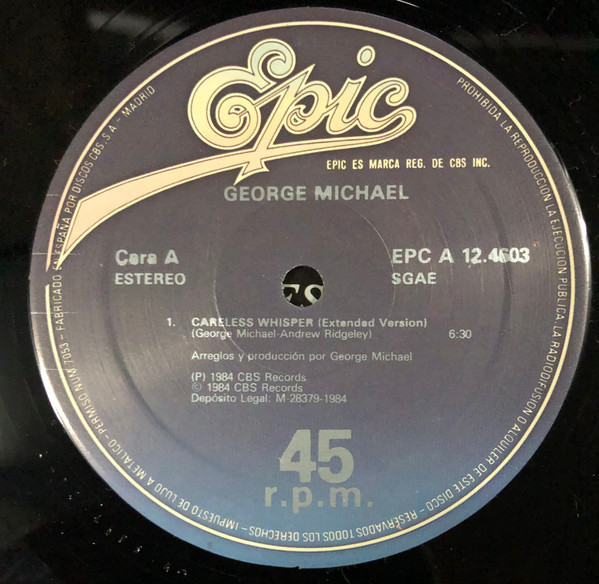 Epic
EPIC ES MARCA REG. DE CBS INC.
GEORGE MICHAEL
Cara A
ESTEREO
EPC A 12.4603
SGAE
1. CARELESS WHISPER (Extended Version)
(George Michael-Andrew Ridgeley)
6:30
Arreglos y producción por George Michael
(P) 1984 CBS Records
© 1984 CBS Records
Depósito Legal: M-28379-1984
45
r.p.m.
PROHIBIDA LA REPRODUCCION, LA EJECUCION PUBLICA, LA RADIODIFUSION O ALQUILER DE ESTE DISCO - RESERVADOS TODOS LOS DERECHOS - IMPUESTO DE LUJO A METALICO - PERMISO NUM 7053 - FABRICADO EN ESPAÑA POR DISCOS CBS, S.A - MADRID